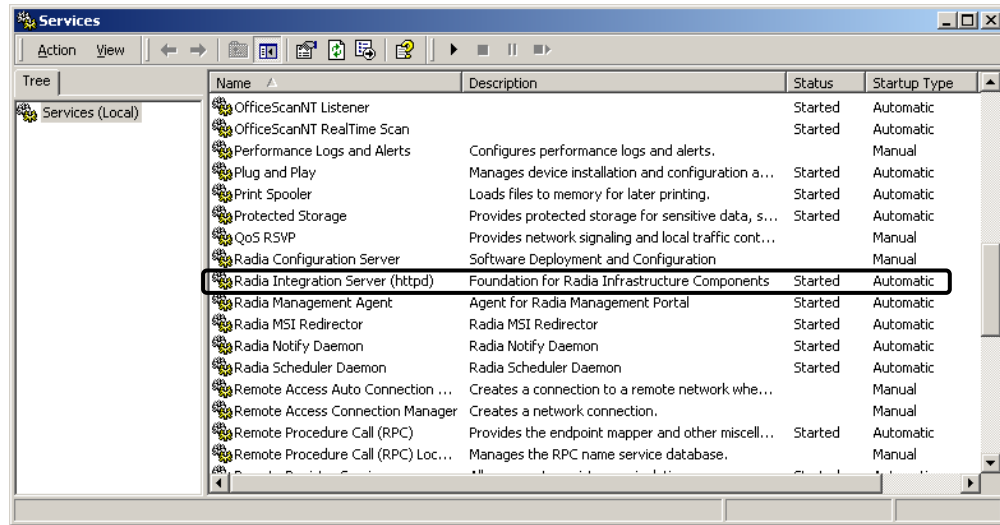 Services
Action View
Tree
Services (Local)
Name Description Status Startup Type
OfficeScanNT Listener Started Automatic
OfficeScanNT RealTime Scan Started Automatic
Performance Logs and Alerts Configures performance logs and alerts. Manual
Plug and Play Manages device installation and configuration a... Started Automatic
Print Spooler Loads files to memory for later printing. Started Automatic
Protected Storage Provides protected storage for sensitive data, s... Started Automatic
QoS RSVP Provides network signaling and local traffic cont... Manual
Radia Configuration Server Software Deployment and Configuration Manual
Radia Integration Server (httpd) Foundation for Radia Infrastructure Components Started Automatic
Radia Management Agent Agent for Radia Management Portal Started Automatic
Radia MSI Redirector Radia MSI Redirector Started Automatic
Radia Notify Daemon Radia Notify Daemon Started Automatic
Radia Scheduler Daemon Radia Scheduler Daemon Started Automatic
Remote Access Auto Connection ... Creates a connection to a remote network whe... Manual
Remote Access Connection Manager Creates a network connection. Manual
Remote Procedure Call (RPC) Provides the endpoint mapper and other miscell... Started Automatic
Remote Procedure Call (RPC) Loc... Manages the RPC name service database. Manual